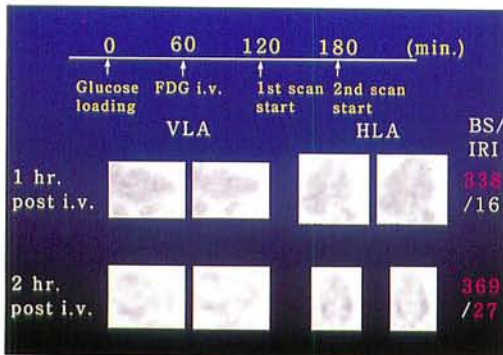 0 60 120 180 (min.)
Glucose loading FDG i.v. 1st scan start 2nd scan start
VLA HLA BS/IRI
1 hr. post i.v. 338/16
2 hr. post i.v. 369/27